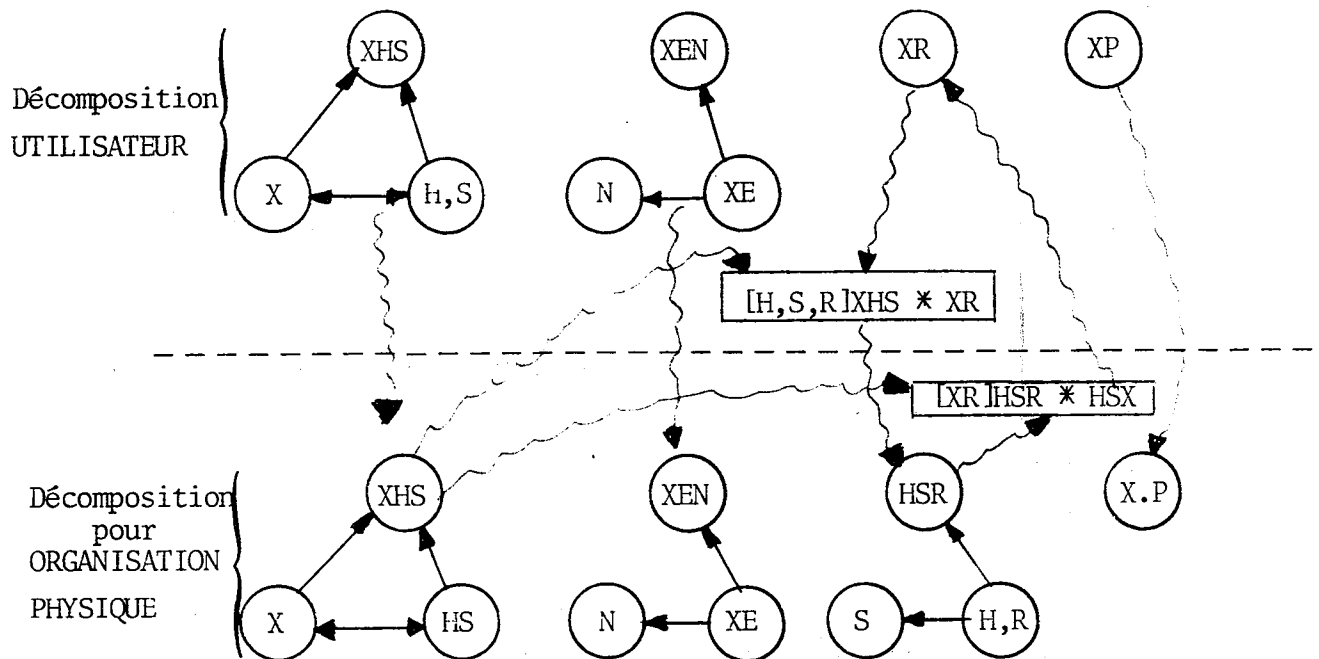 XHS
XEN
XR
XP
Décomposition
UTILISATEUR
X
H,S
N
XE
[H,S,R]XHS * XR
[XR]HSR * HSX
XHS
XEN
HSR
X.P
Décomposition
pour
ORGANISATION
PHYSIQUE
X
HS
N
XE
S
H,R